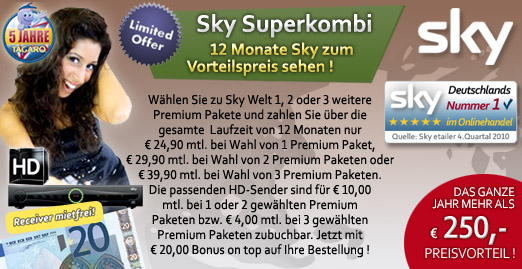 5 JAHRE
TAGARO
Limited
Offer
Sky Superkombi
12 Monate Sky zum
Vorteilspreis sehen !
sky
sky
Deutschlands
Nummer 1
im Onlinehandel
Quelle: Sky etailer 4.Quartal 2010
Wählen Sie zu Sky Welt 1, 2 oder 3 weitere
Premium Pakete und zahlen Sie über die
gesamte Laufzeit von 12 Monaten nur
€ 24,90 mtl. bei Wahl von 1 Premium Paket,
€ 29,90 mtl. bei Wahl von 2 Premium Paketen oder
€ 39,90 mtl. bei Wahl von 3 Premium Paketen.
Die passenden HD-Sender sind für € 10,00
mtl. bei 1 oder 2 gewählten Premium
Paketen bzw. € 4,00 mtl. bei 3 gewählten
Premium Paketen zubuchbar. Jetzt mit
€ 20,00 Bonus on top auf Ihre Bestellung !
HD
Receiver mietfrei!
20
DAS GANZE
JAHR MEHR ALS
€ 250,-
PREISVORTEIL !